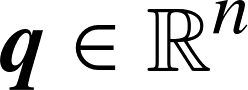 q ∈ ℝⁿ